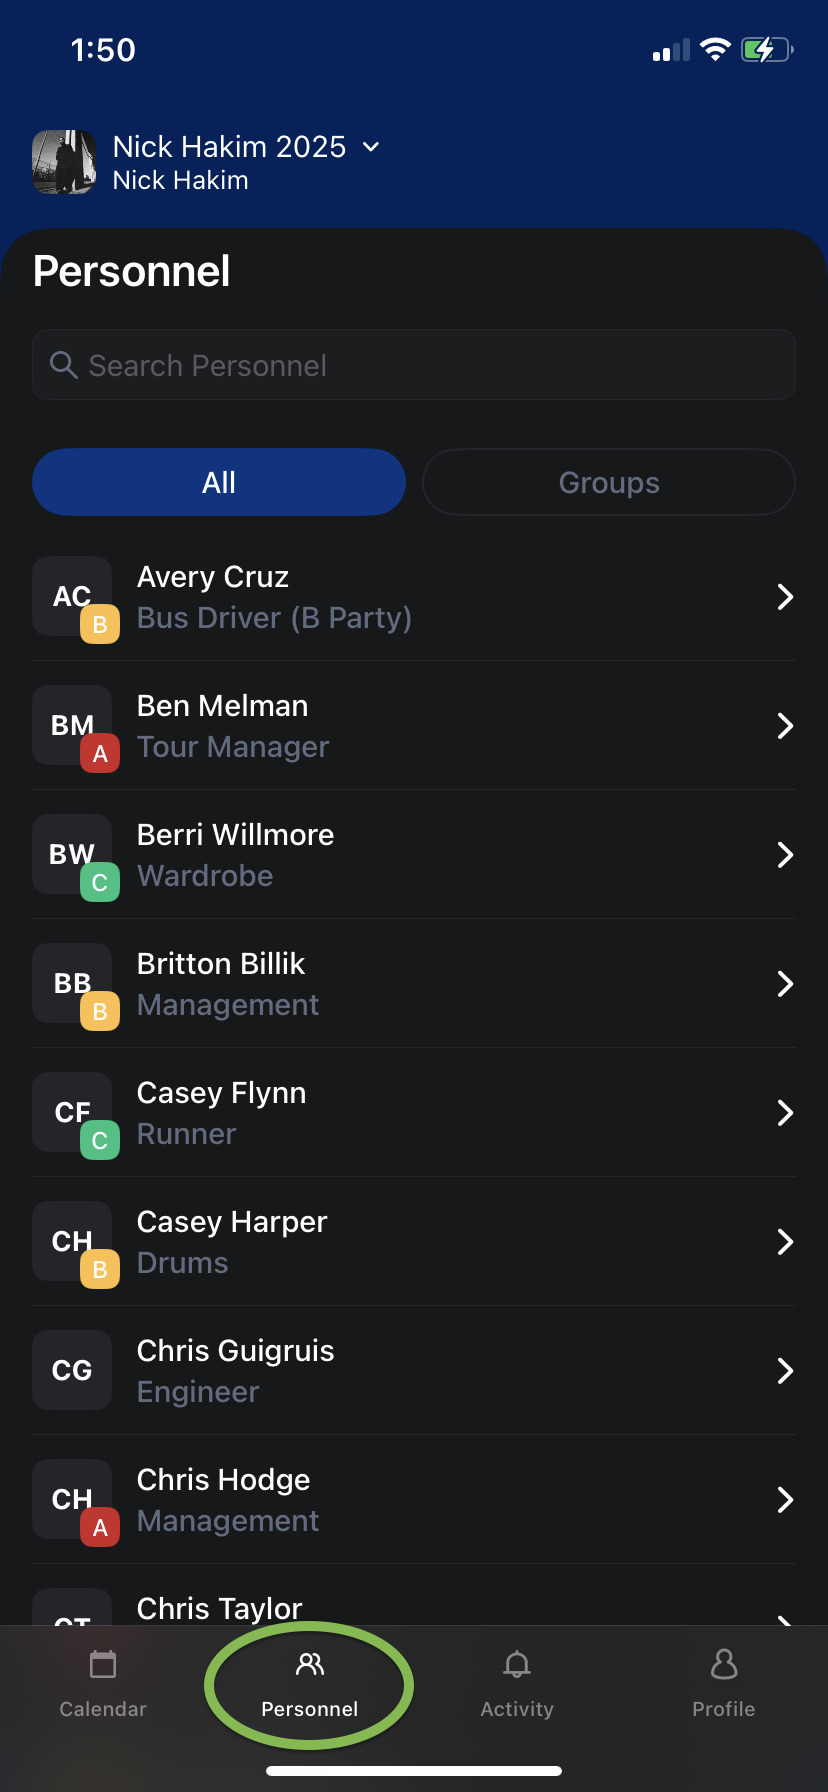 1:50
Nick Hakim 2025
Nick Hakim
Personnel
Search Personnel
All
Groups
AC
B
Avery Cruz
Bus Driver (B Party)
BM
A
Ben Melman
Tour Manager
BW
C
Berri Willmore
Wardrobe
BB
B
Britton Billik
Management
CF
C
Casey Flynn
Runner
CH
B
Casey Harper
Drums
CG
Chris Guigruis
Engineer
CH
A
Chris Hodge
Management
CT
Chris Taylor
Calendar
Personnel
Activity
Profile